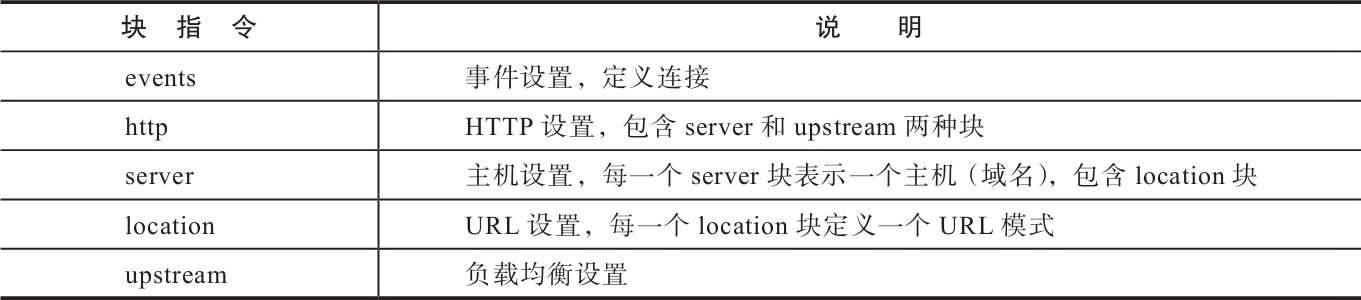 块 指 令 说 明
events 事件设置，定义连接
http HTTP 设置，包含 server 和 upstream 两种块
server 主机设置，每一个 server 块表示一个主机（域名），包含 location 块
location URL 设置，每一个 location 块定义一个 URL 模式
upstream 负载均衡设置